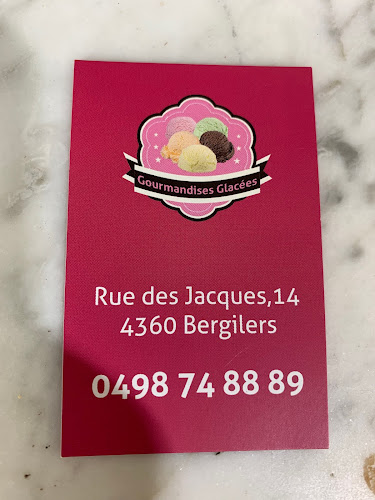 Gourmandises Glacées
Rue des Jacques,14
4360 Bergilers
0498 74 88 89